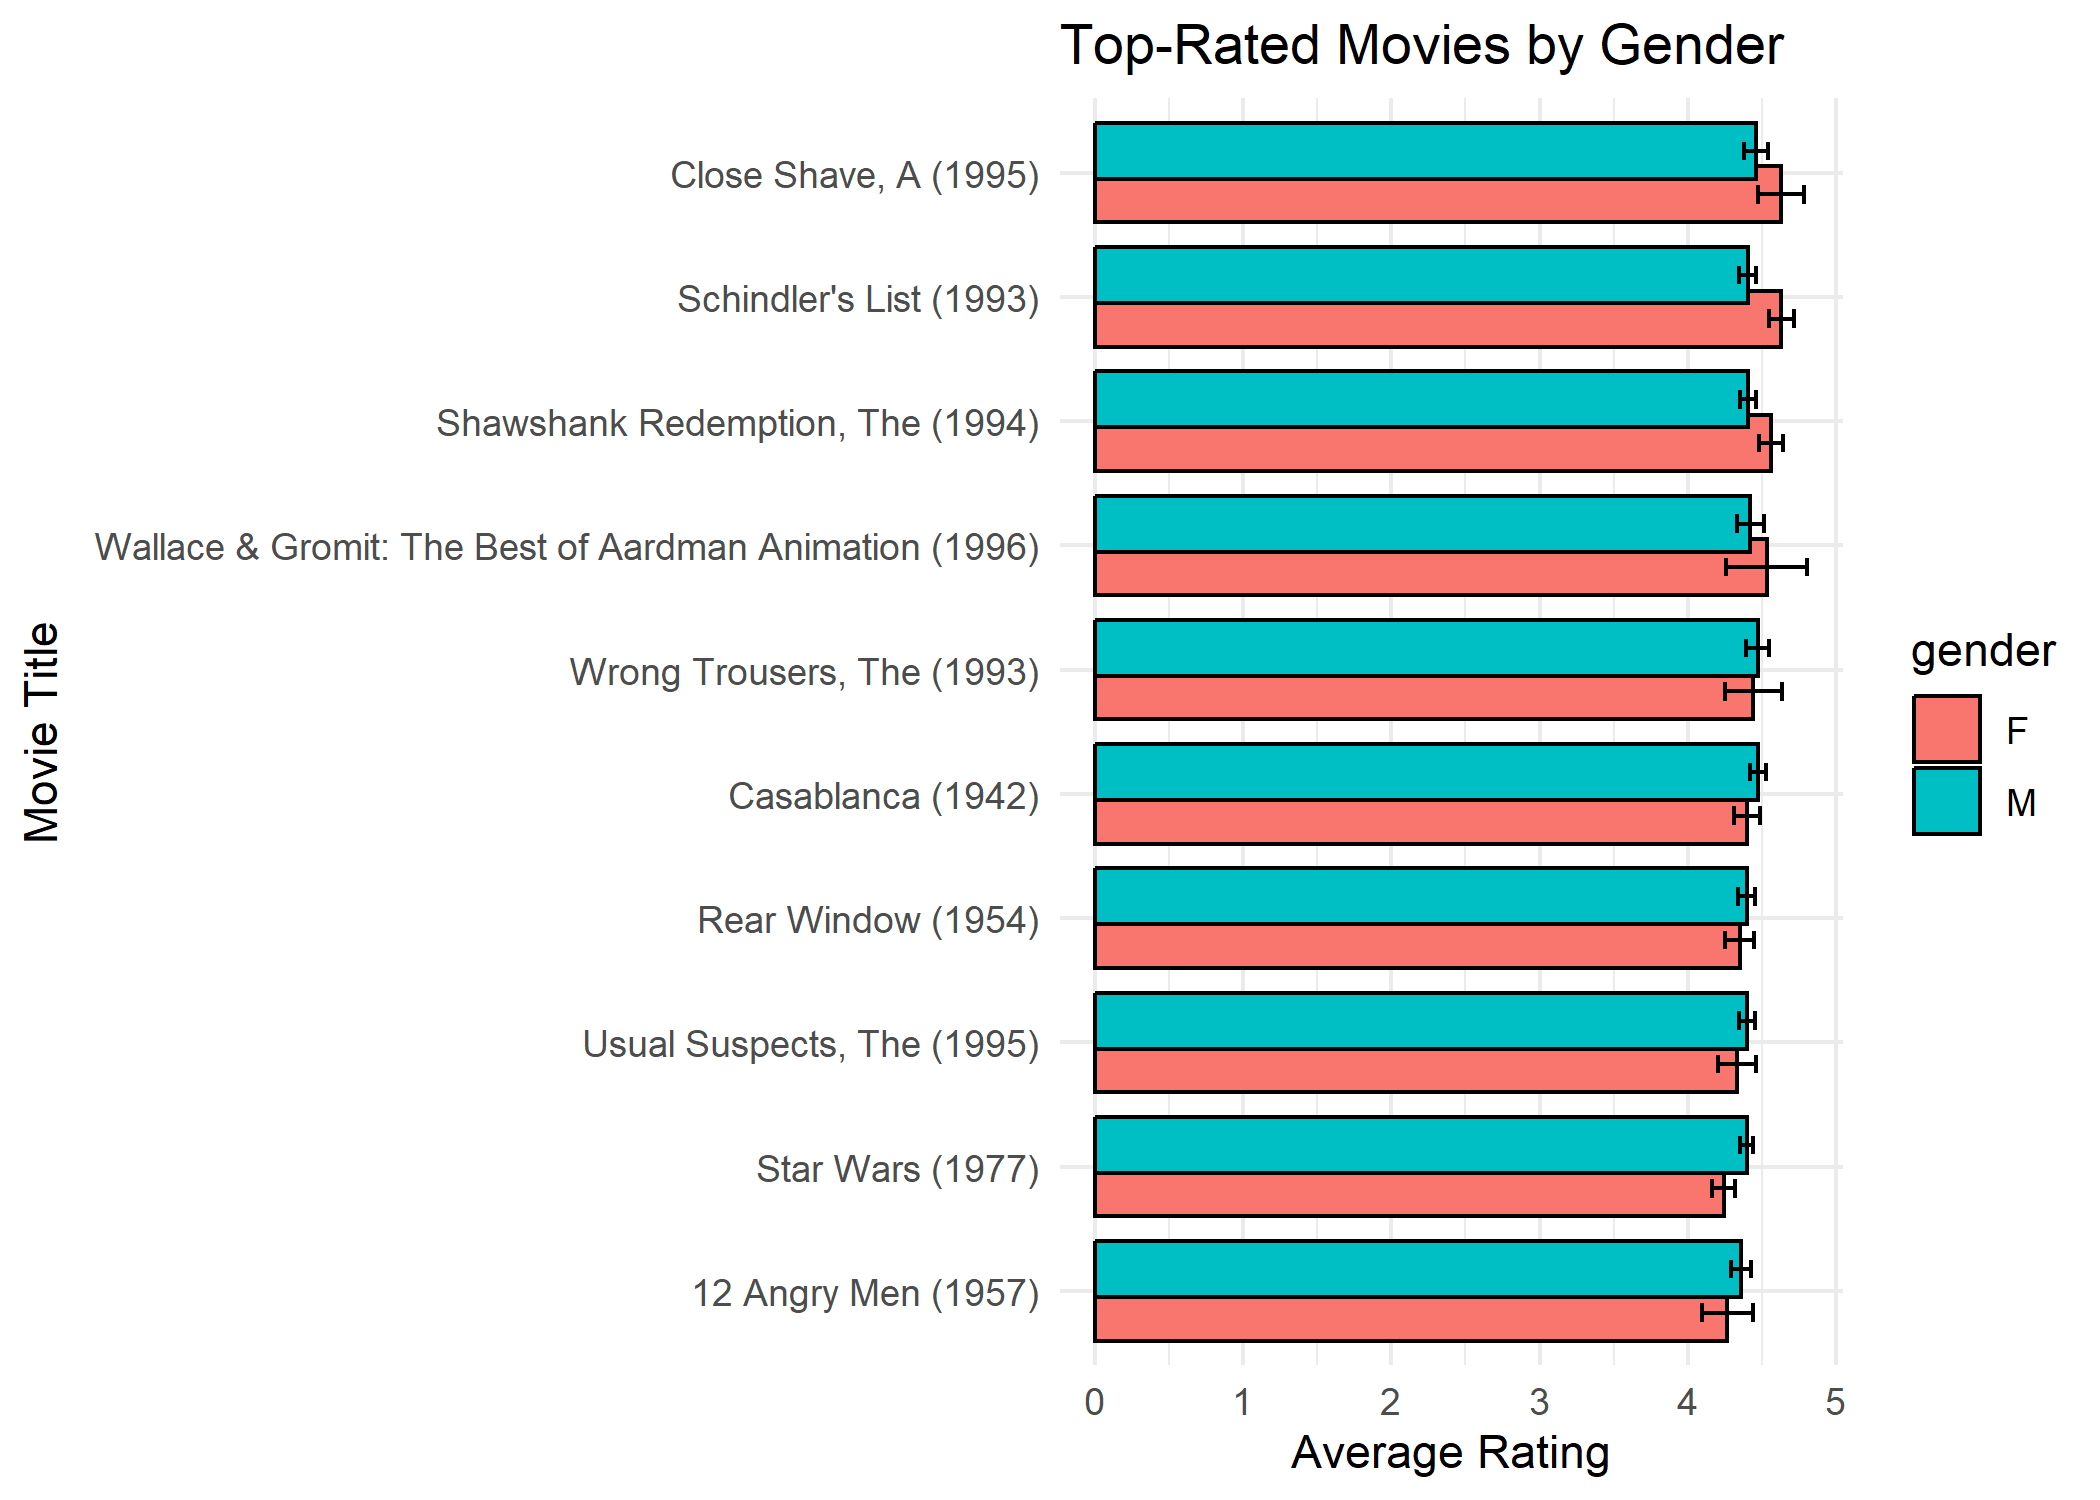 Top-Rated Movies by Gender
Close Shave, A (1995)
Schindler's List (1993)
Shawshank Redemption, The (1994)
Wallace & Gromit: The Best of Aardman Animation (1996)
Wrong Trousers, The (1993)
Casablanca (1942)
Rear Window (1954)
Usual Suspects, The (1995)
Star Wars (1977)
12 Angry Men (1957)
Movie Title
0 1 2 3 4 5
Average Rating
gender
F
M